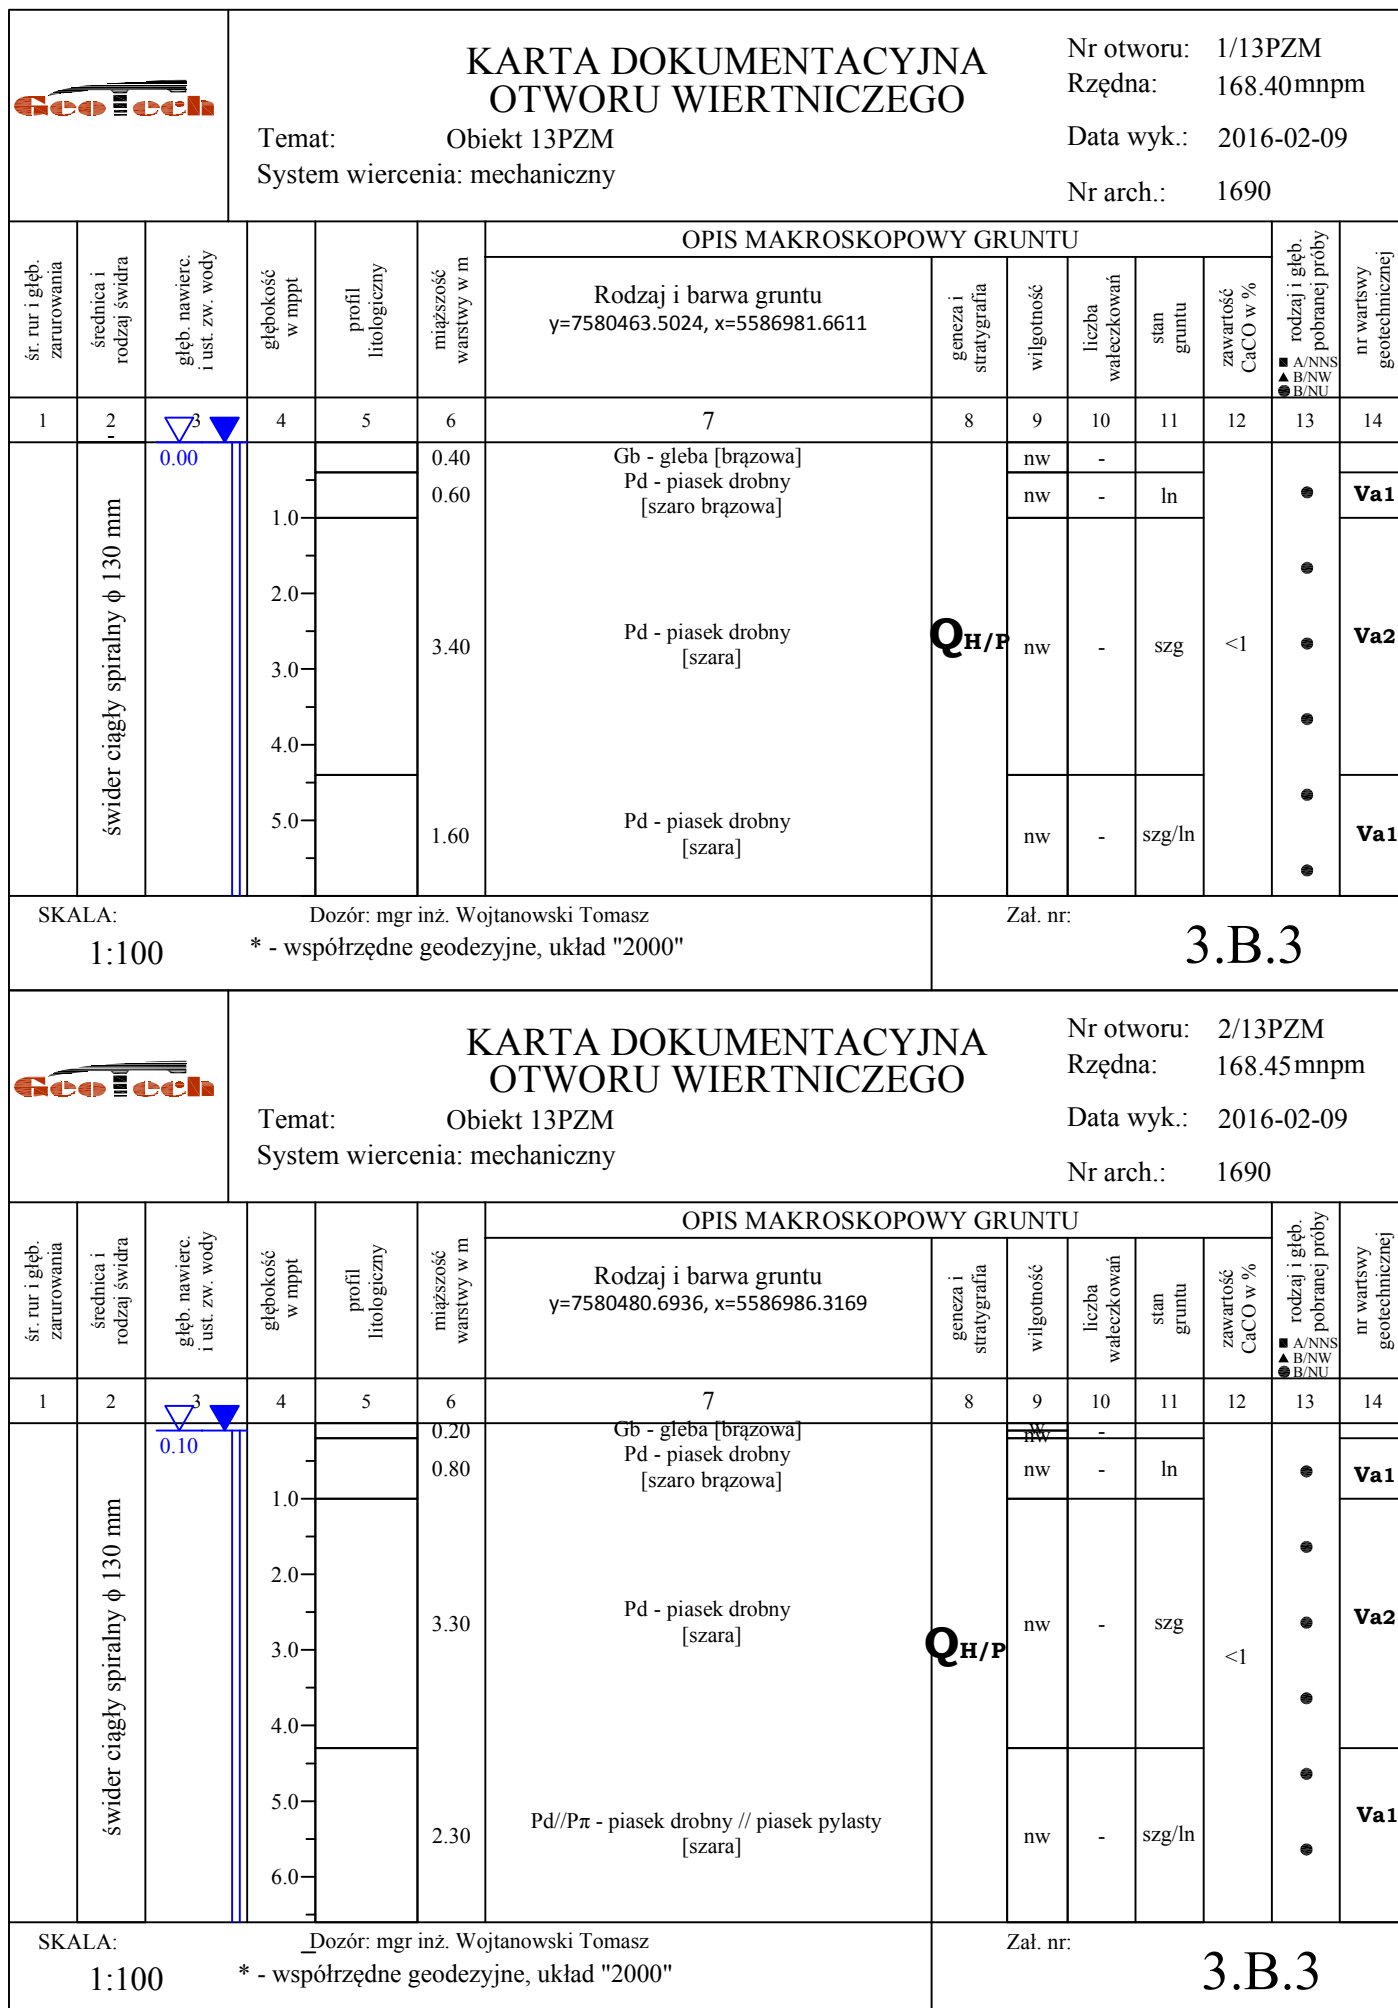 GeoTech
KARTA DOKUMENTACYJNA
OTWORU WIERTNICZEGO
Temat: Obiekt 13PZM
System wiercenia: mechaniczny
Nr otworu: 1/13PZM
Rzędna: 168.40mnpm
Data wyk.: 2016-02-09
Nr arch.: 1690
śr. rur i głęb. zarurowania
średnica i rodzaj świdra
głęb. nawierc. i ust. zw. wody
głębokość w mppt
profil litologiczny
miąższość warstwy w m
OPIS MAKROSKOPOWY GRUNTU
Rodzaj i barwa gruntu
y=7580463.5024, x=5586981.6611
geneza i stratygrafia
wilgotność
liczba wałeczkowań
stan gruntu
zawartość CaCO w %
rodzaj i głęb. pobranej próby
A/NNS
B/NW
B/NU
nr wartswy geotechnicznej
1 2 3 4 5 6 7 8 9 10 11 12 13 14
-
0.00
świder ciągły spiralny ϕ 130 mm
0.40 Gb - gleba [brązowa] nw -
0.60 Pd - piasek drobny nw - ln Va1
[szaro brązowa]
1.0
2.0
3.40 Pd - piasek drobny QH/P nw - szg <1 Va2
[szara]
3.0
4.0
5.0
1.60 Pd - piasek drobny nw - szg/ln Va1
[szara]
SKALA:
1:100
Dozór: mgr inż. Wojtanowski Tomasz
* - współrzędne geodezyjne, układ "2000"
Zał. nr:
3.B.3
GeoTech
KARTA DOKUMENTACYJNA
OTWORU WIERTNICZEGO
Temat: Obiekt 13PZM
System wiercenia: mechaniczny
Nr otworu: 2/13PZM
Rzędna: 168.45mnpm
Data wyk.: 2016-02-09
Nr arch.: 1690
śr. rur i głęb. zarurowania
średnica i rodzaj świdra
głęb. nawierc. i ust. zw. wody
głębokość w mppt
profil litologiczny
miąższość warstwy w m
OPIS MAKROSKOPOWY GRUNTU
Rodzaj i barwa gruntu
y=7580480.6936, x=5586986.3169
geneza i stratygrafia
wilgotność
liczba wałeczkowań
stan gruntu
zawartość CaCO w %
rodzaj i głęb. pobranej próby
A/NNS
B/NW
B/NU
nr wartswy geotechnicznej
1 2 3 4 5 6 7 8 9 10 11 12 13 14
0.10
świder ciągły spiralny ϕ 130 mm
0.20 Gb - gleba [brązowa] w -
nw
0.80 Pd - piasek drobny nw - ln Va1
[szaro brązowa]
1.0
2.0
3.30 Pd - piasek drobny QH/P nw - szg <1 Va2
[szara]
3.0
4.0
5.0
2.30 Pd//Pπ - piasek drobny // piasek pylasty nw - szg/ln Va1
[szara]
6.0
SKALA:
1:100
_Dozór: mgr inż. Wojtanowski Tomasz
* - współrzędne geodezyjne, układ "2000"
Zał. nr:
3.B.3